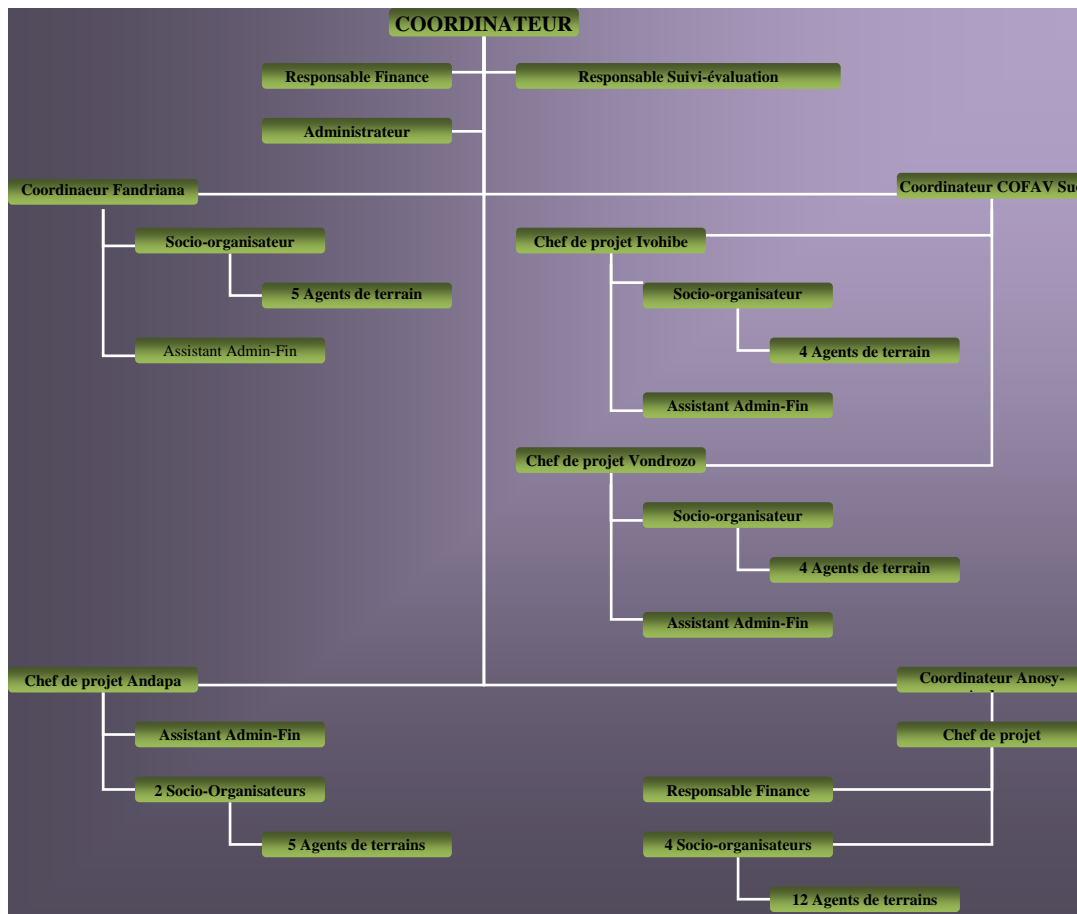 COORDINATEUR
Responsable Finance
Responsable Suivi-évaluation
Administrateur
Coordinaeur Fandriana
Coordinateur COFAV
Socio-organisateur
Chef de projet Ivohibe
5 Agents de terrain
Socio-organisateur
Assistant Admin-Fin
4 Agents de terrain
Assistant Admin-Fin
Chef de projet Vondrozo
Socio-organisateur
4 Agents de terrain
Assistant Admin-Fin
Chef de projet Andapa
Coordinateur Anosy-
Assistant Admin-Fin
Chef de projet
2 Socio-Organisateurs
Responsable Finance
5 Agents de terrains
4 Socio-organisateurs
12 Agents de terrains